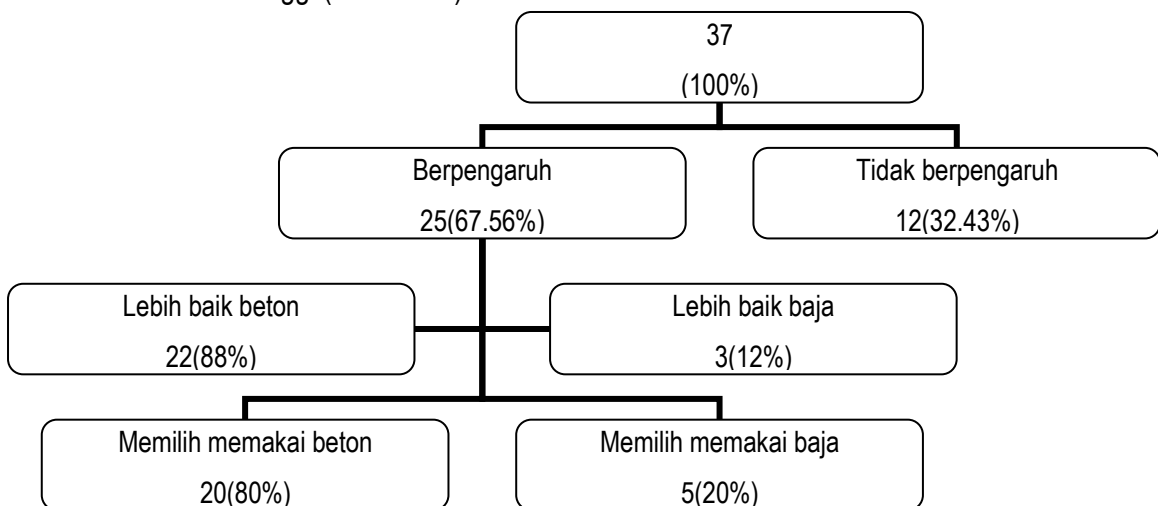 37
(100%)
Berpengaruh
25(67.56%)
Tidak berpengaruh
12(32.43%)
Lebih baik beton
22(88%)
Lebih baik baja
3(12%)
Memilih memakai beton
20(80%)
Memilih memakai baja
5(20%)